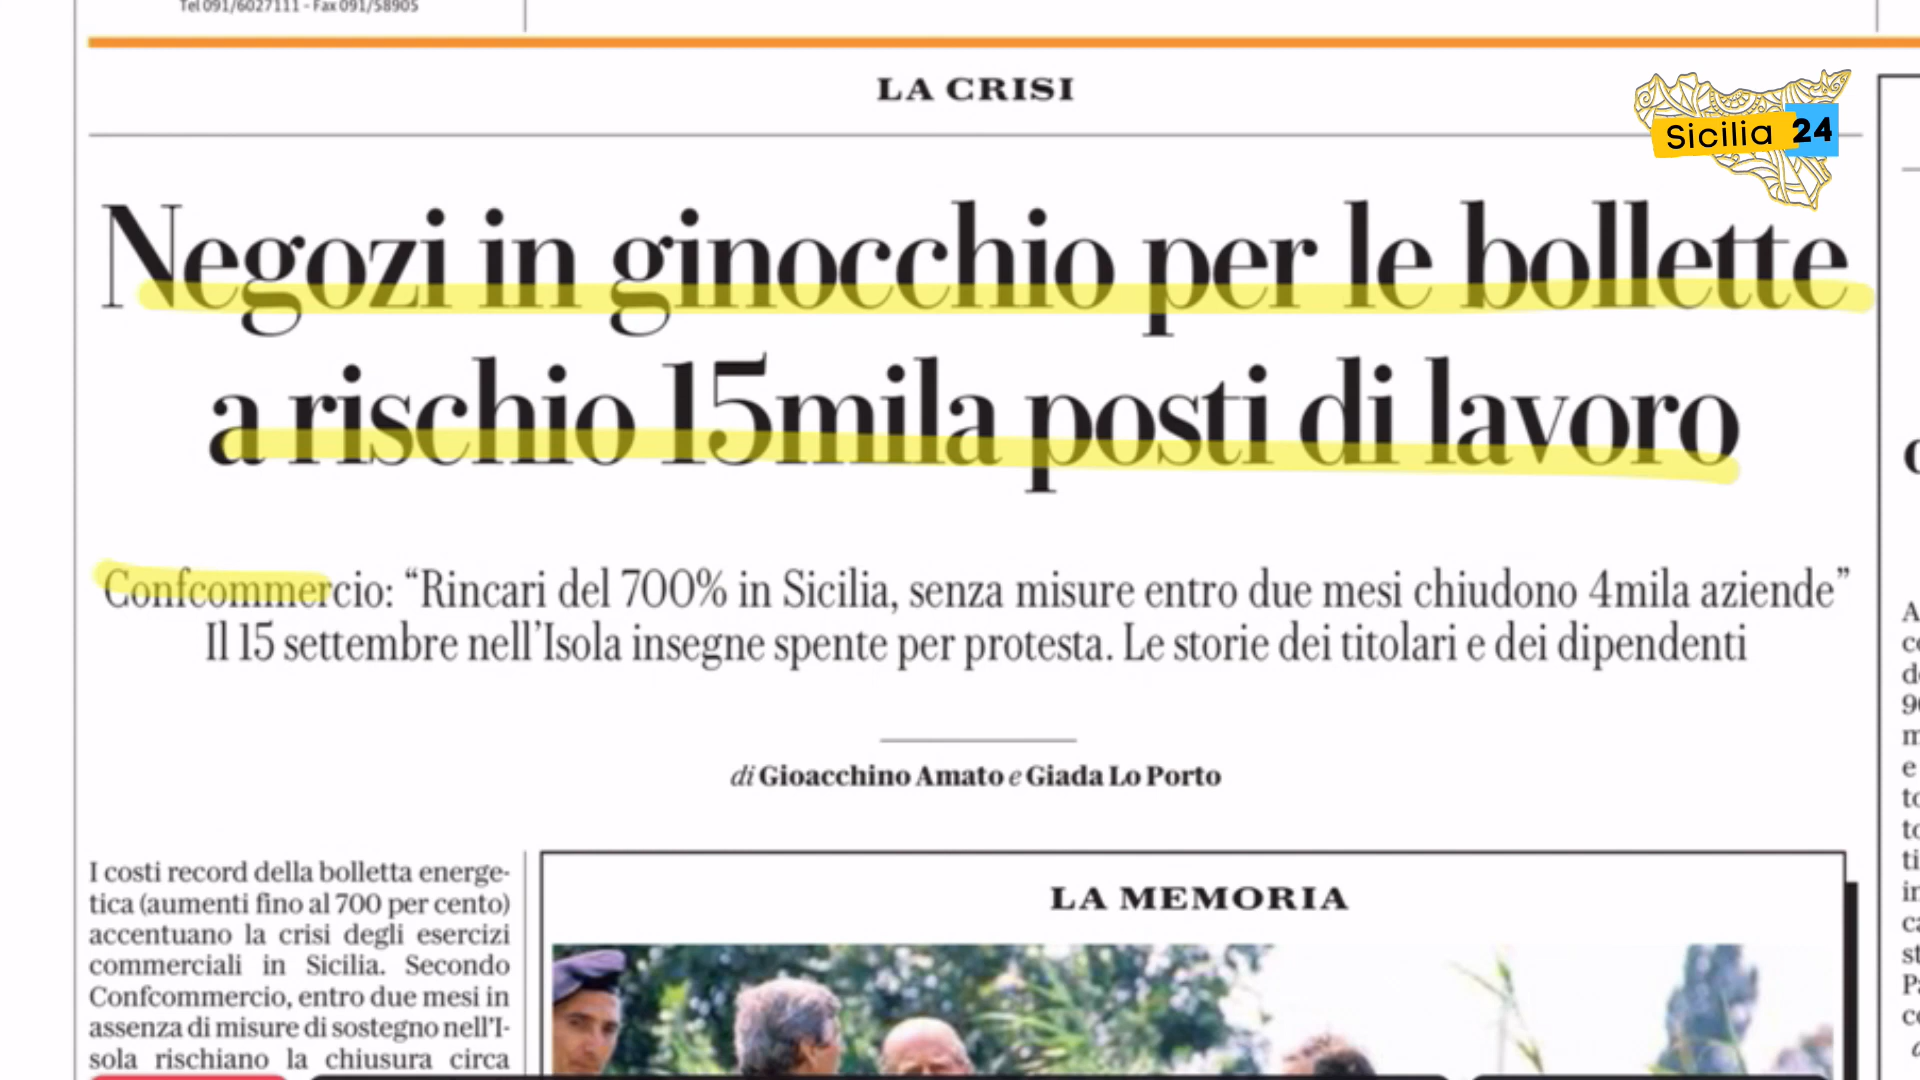 Tel 091/6027111 - Fax 091/58905
LA CRISI
Sicilia 24
Negozi in ginocchio per le bollette
a rischio 15mila posti di lavoro
Confcommercio: “Rincari del 700% in Sicilia, senza misure entro due mesi chiudono 4mila aziende”
Il 15 settembre nell’Isola insegne spente per protesta. Le storie dei titolari e dei dipendenti
di Gioacchino Amato e Giada Lo Porto
I costi record della bolletta energe-
tica (aumenti fino al 700 per cento)
accentuano la crisi degli esercizi
commerciali in Sicilia. Secondo
Confcommercio, entro due mesi in
assenza di misure di sostegno nell’I-
sola rischiano la chiusura circa
LA MEMORIA